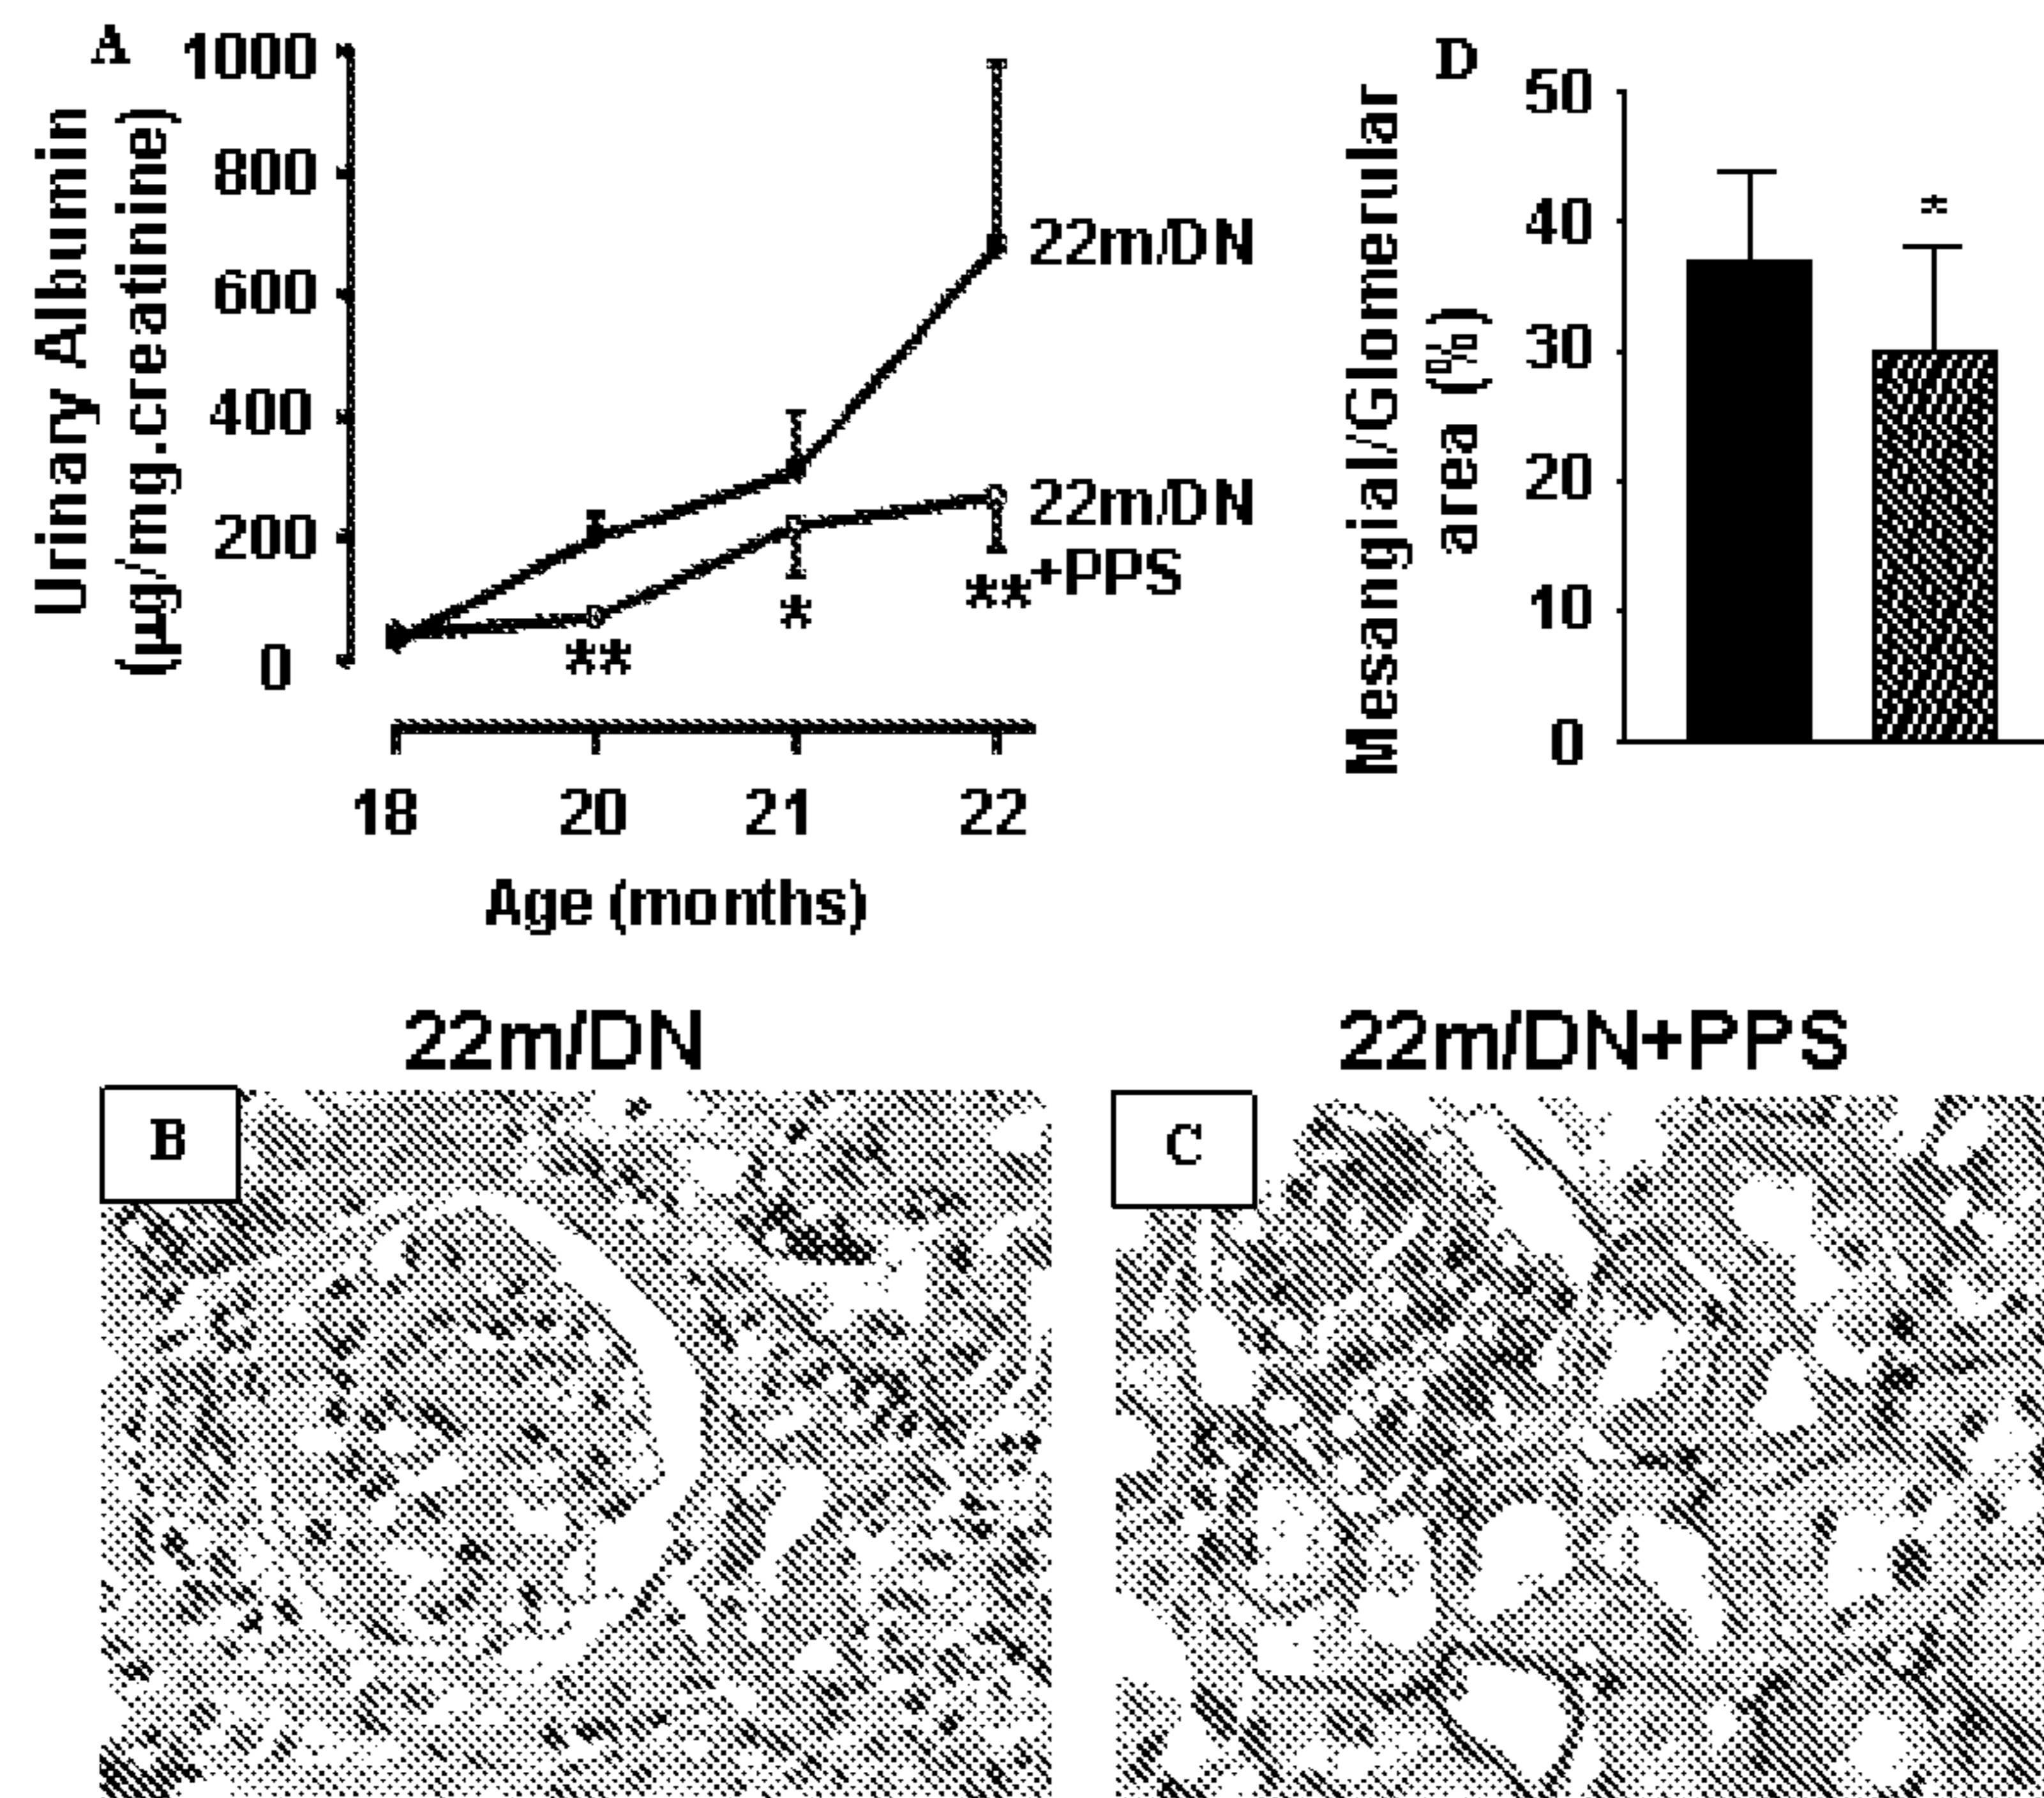 A
1000
800
600
400
200
0
Urinary Albumin
(µg/mg.creatinine)
22m/DN
22m/DN
+PPS
**
*
**
18 20 21 22
Age (months)
D
50
40
30
20
10
0
Mesangial/Glomerular
area (%)
*
22m/DN
22m/DN+PPS
B
C